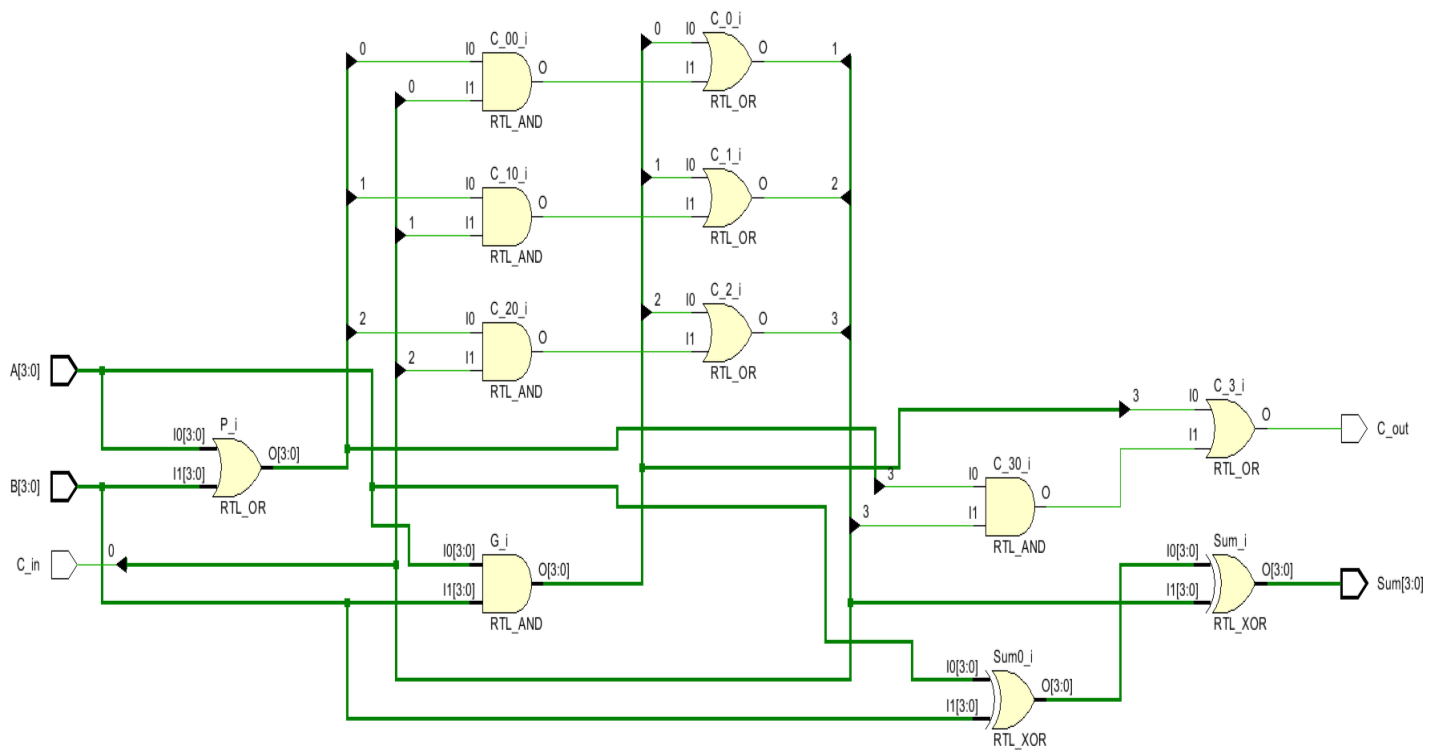 C_00_i
0
I0
I1
0
O
RTL_AND
C_0_i
0
I0
I1
O
1
RTL_OR
C_10_i
1
I0
I1
1
O
RTL_AND
C_1_i
1
I0
I1
O
2
RTL_OR
C_20_i
2
I0
I1
2
O
RTL_AND
C_2_i
2
I0
I1
O
3
RTL_OR
A[3:0]
B[3:0]
C_in
0
P_i
I0[3:0]
I1[3:0]
O[3:0]
RTL_OR
G_i
I0[3:0]
I1[3:0]
O[3:0]
RTL_AND
C_30_i
3
I0
3
I1
O
RTL_AND
C_3_i
3
I0
I1
O
RTL_OR
C_out
Sum0_i
I0[3:0]
I1[3:0]
O[3:0]
RTL_XOR
Sum_i
I0[3:0]
I1[3:0]
O[3:0]
RTL_XOR
Sum[3:0]